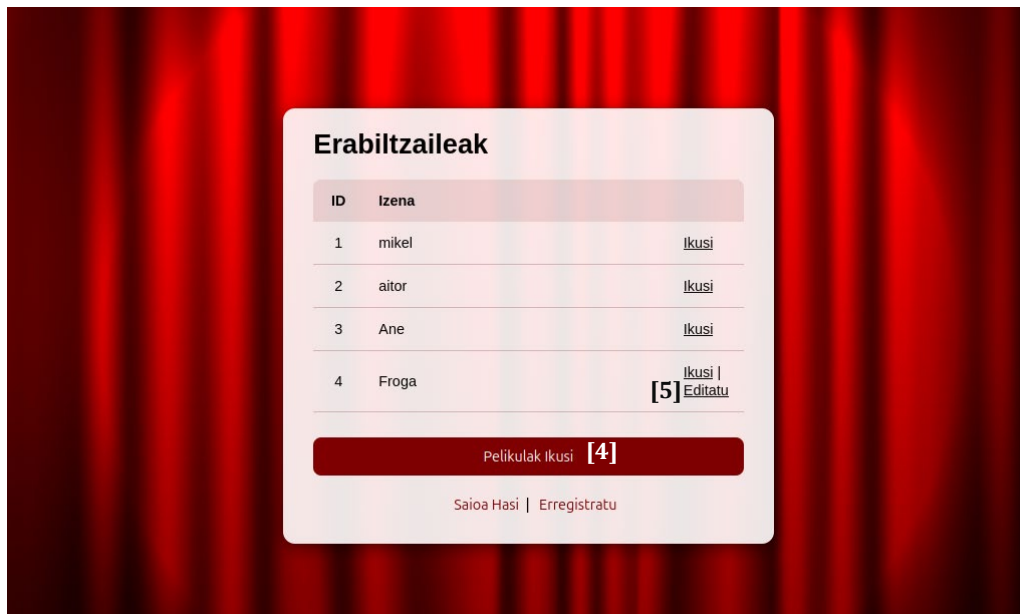 Erabiltzaileak
ID Izena
1 mikel Ikusi
2 aitor Ikusi
3 Ane Ikusi
4 Froga Ikusi |
[5] Editatu
Pelikulak Ikusi [4]
Saioa Hasi | Erregistratu